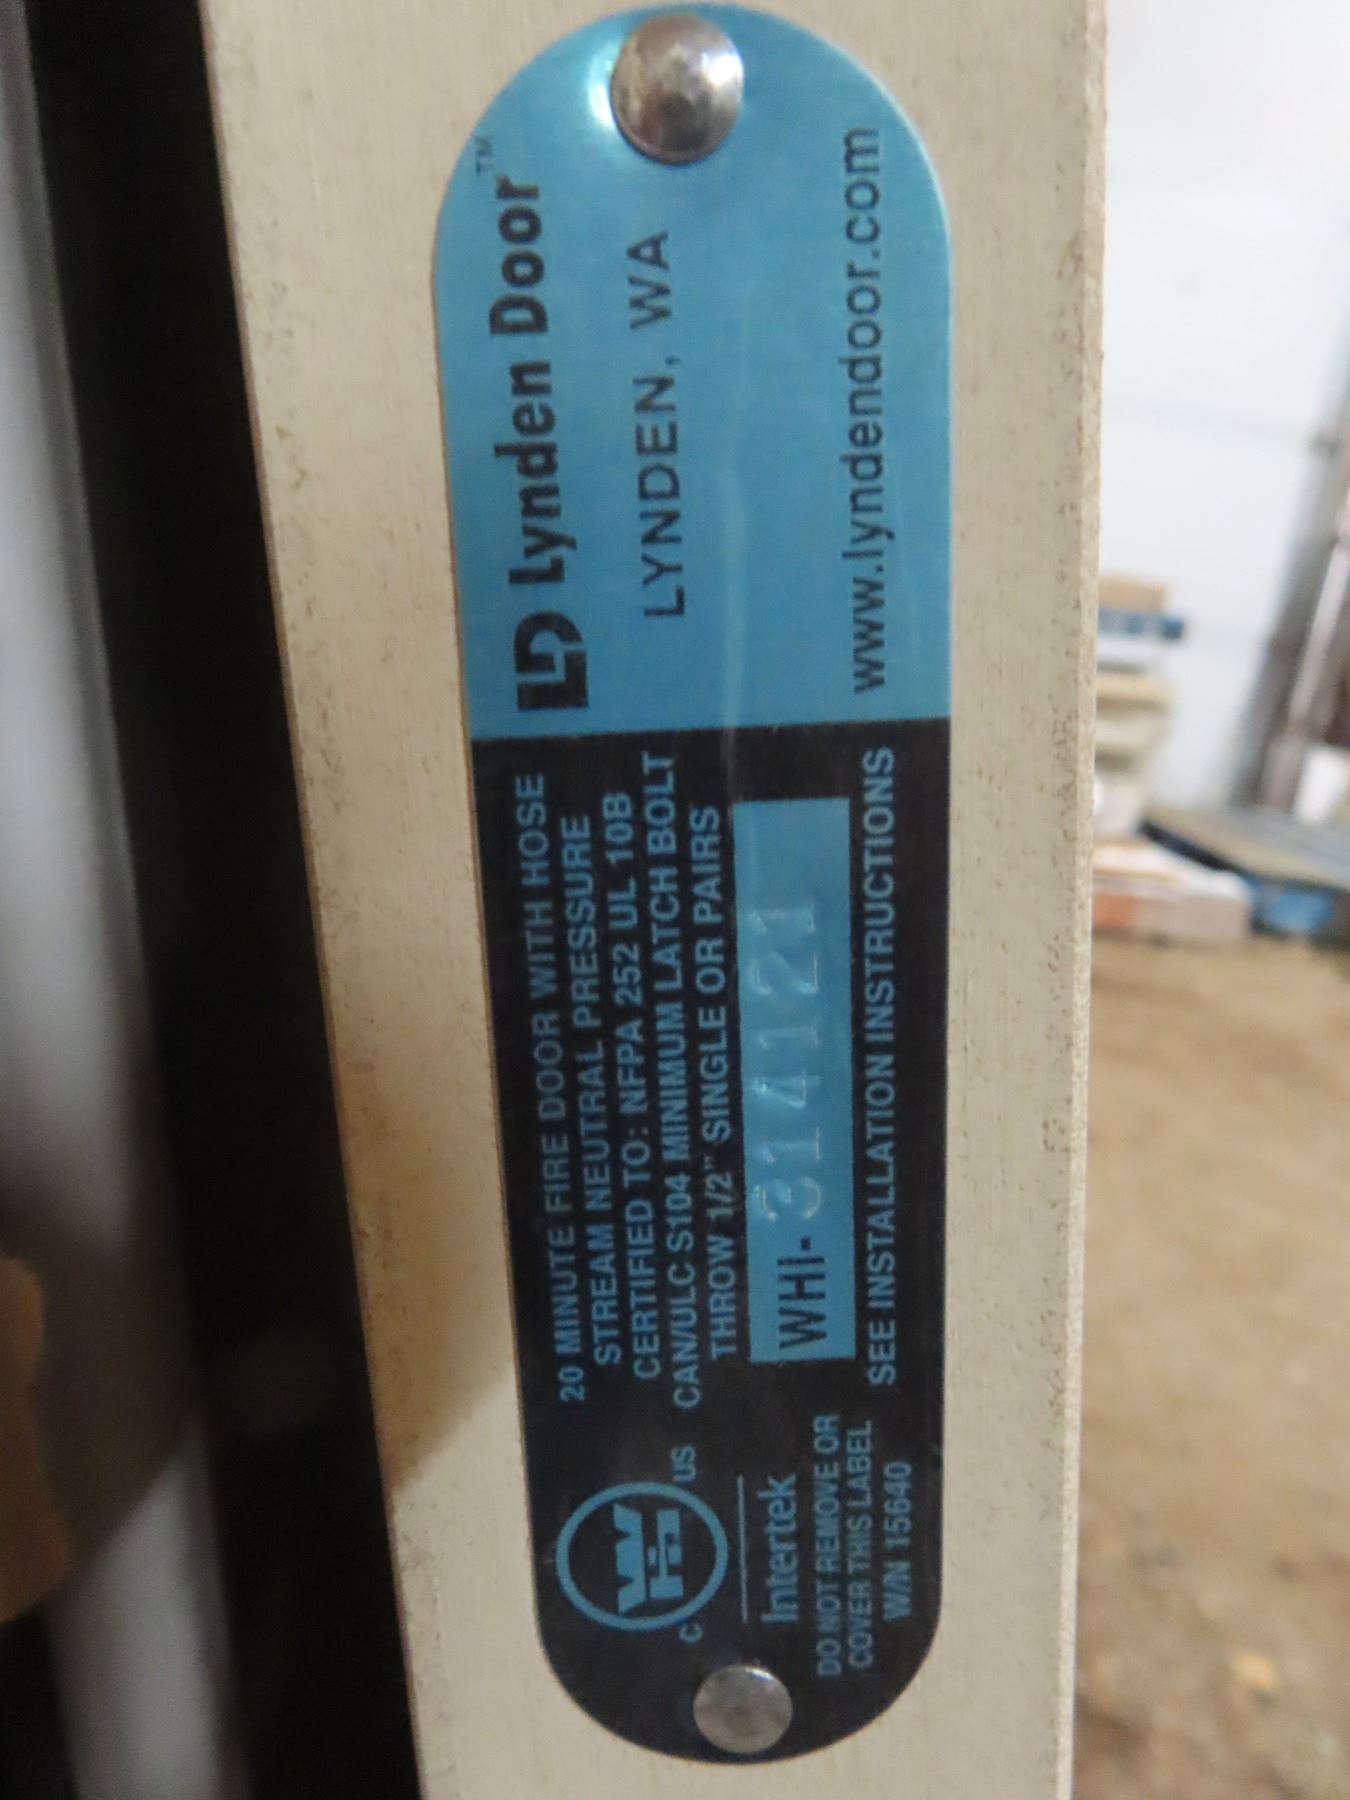 WH
C US
Intertek
DO NOT REMOVE OR
COVER THIS LABEL
W/N 15640
20 MINUTE FIRE DOOR WITH HOSE
STREAM NEUTRAL PRESSURE
CERTIFIED TO: NFPA 252 UL 10B
CAN/ULC S104 MINIMUM LATCH BOLT
THROW 1/2" SINGLE OR PAIRS
WHI-314121
SEE INSTALLATION INSTRUCTIONS
LD Lynden Door™
LYNDEN, WA
www.lyndendoor.com